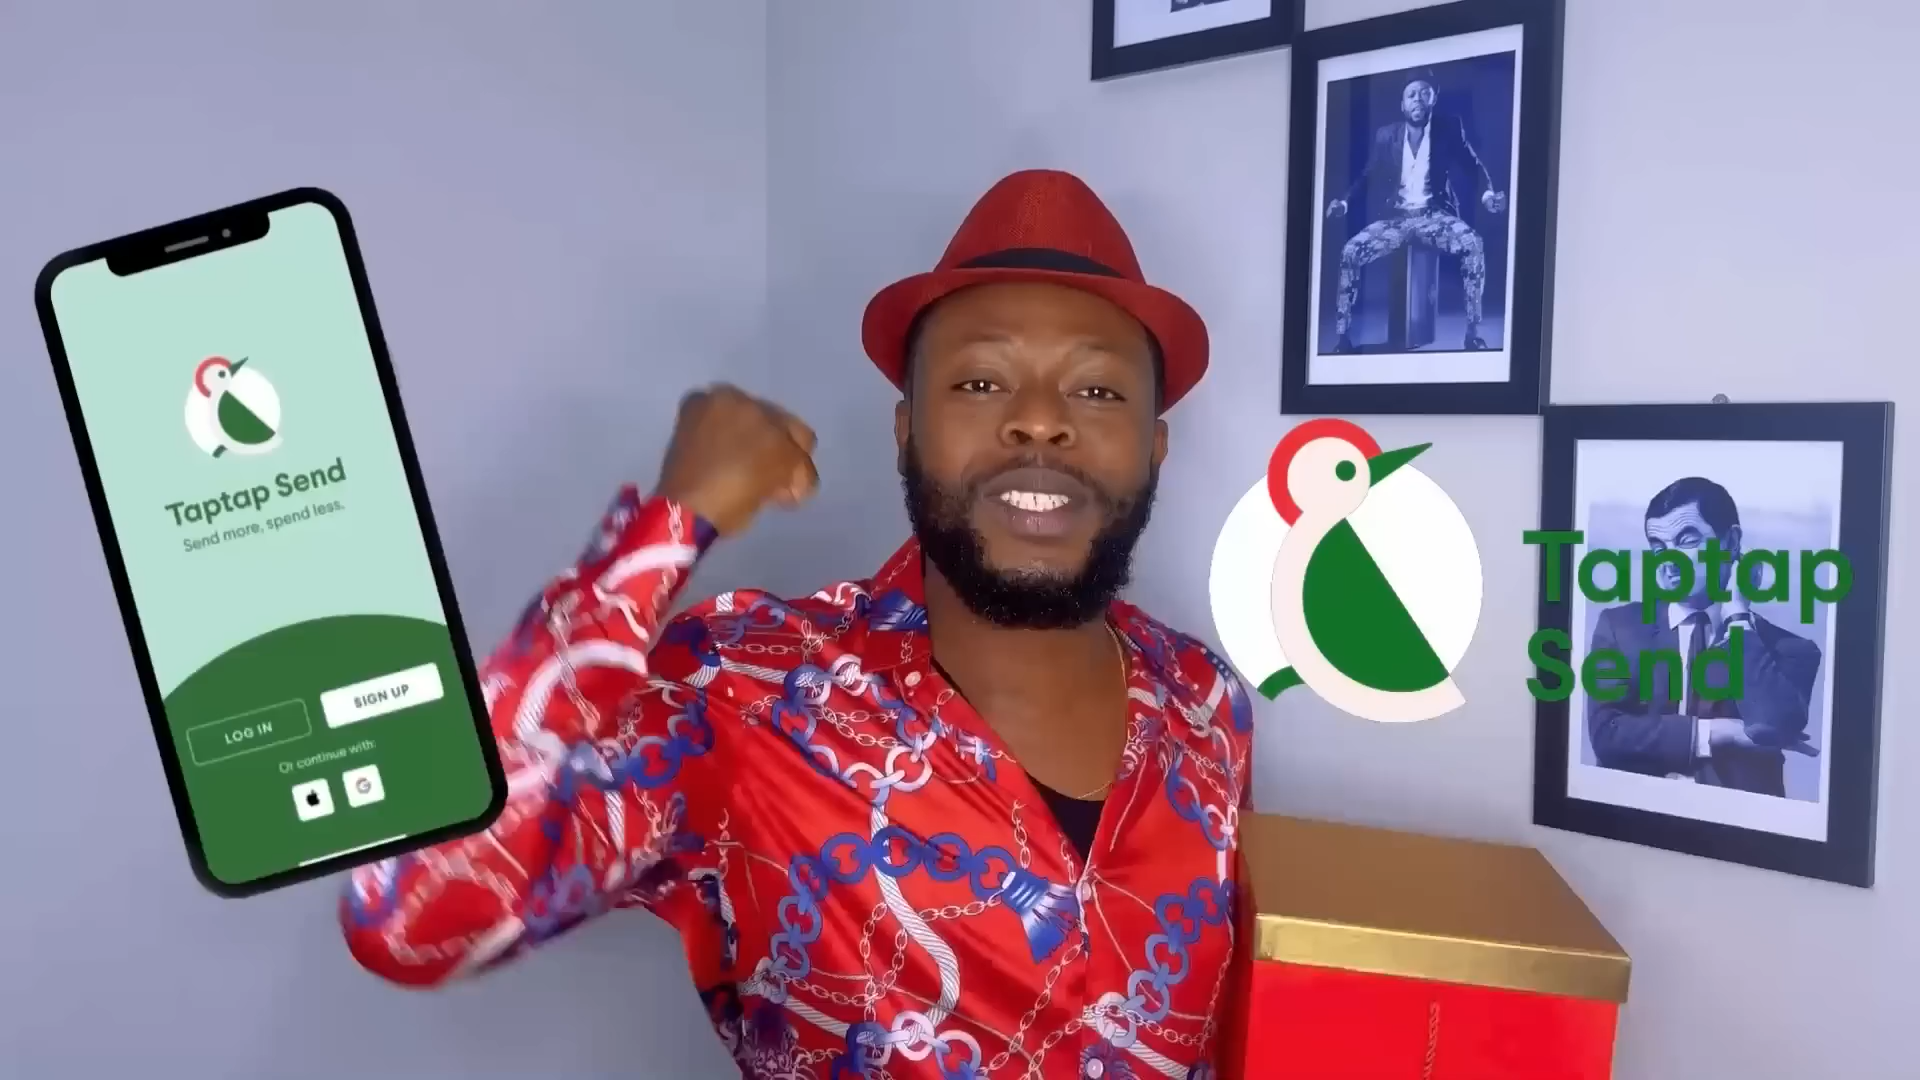 Taptap Send
Send more, spend less.
LOG IN
SIGN UP
Or continue with:
Taptap
Send